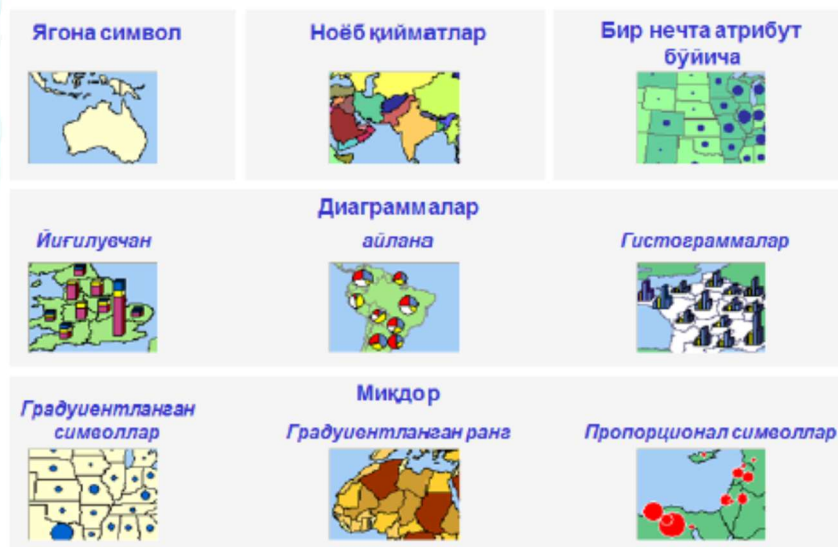 Ягона символ
Ноёб қийматлар
Бир нечта атрибут
бўйича
Диаграммалар
Йиғилувчан
айлана
Гистограммалар
Миқдор
Градуиентланган
символлар
Градуиентланган ранг
Пропорционал символлар